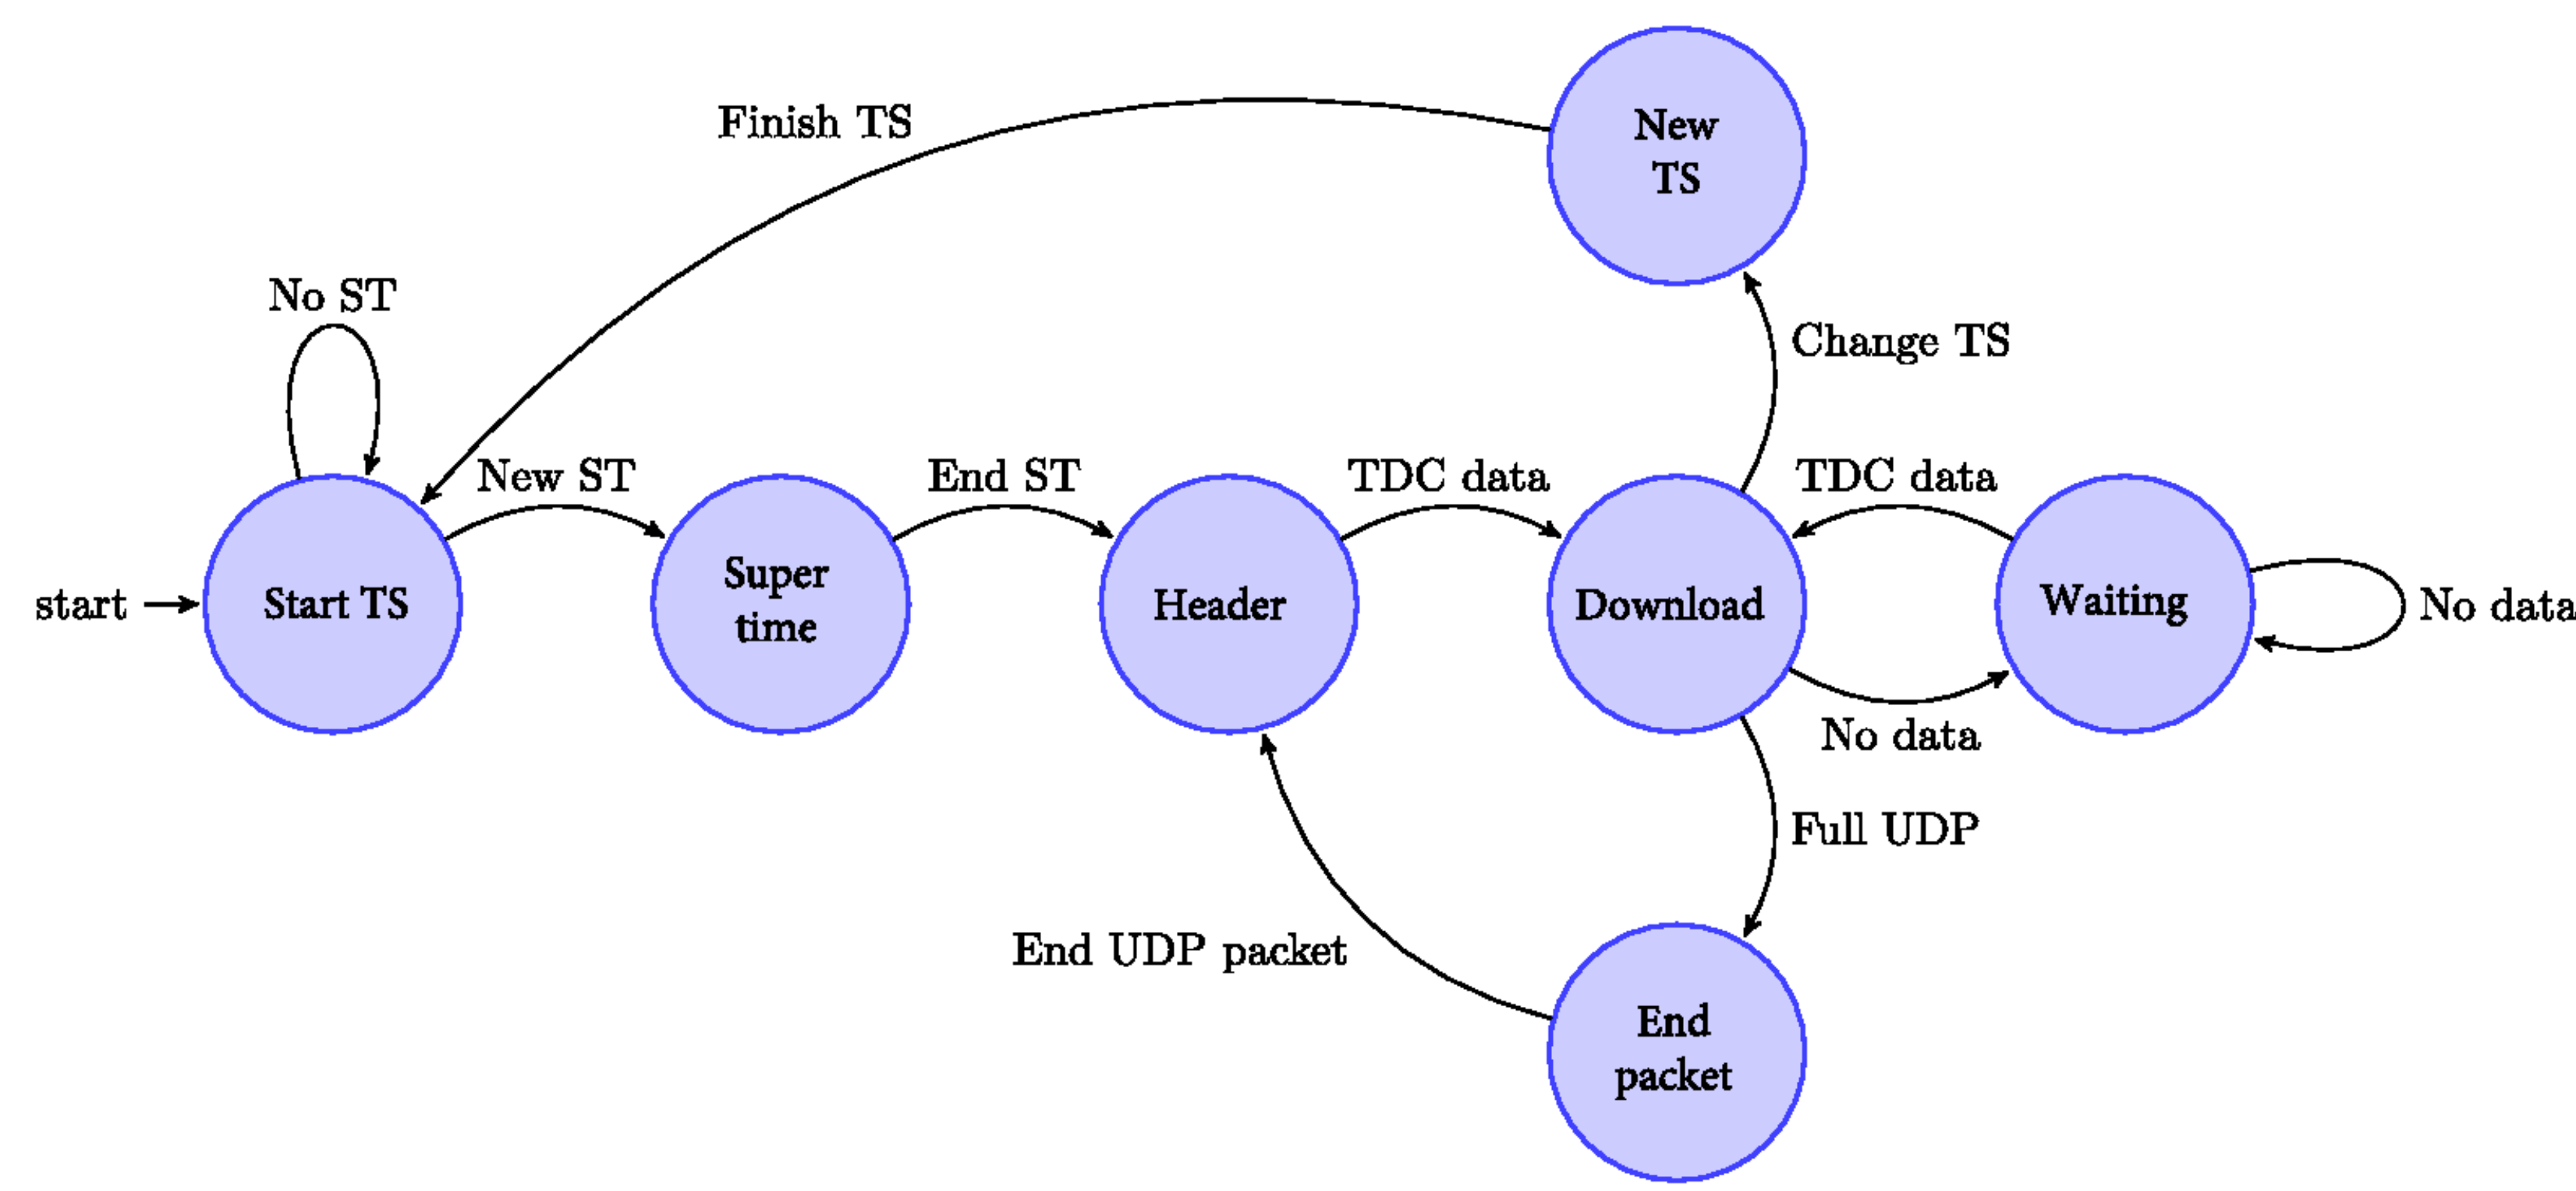 New
TS
Finish TS
No ST
Change TS
New ST
End ST
TDC data
TDC data
start
Start TS
Super
time
Header
Download
Waiting
No data
No data
Full UDP
End UDP packet
End
packet